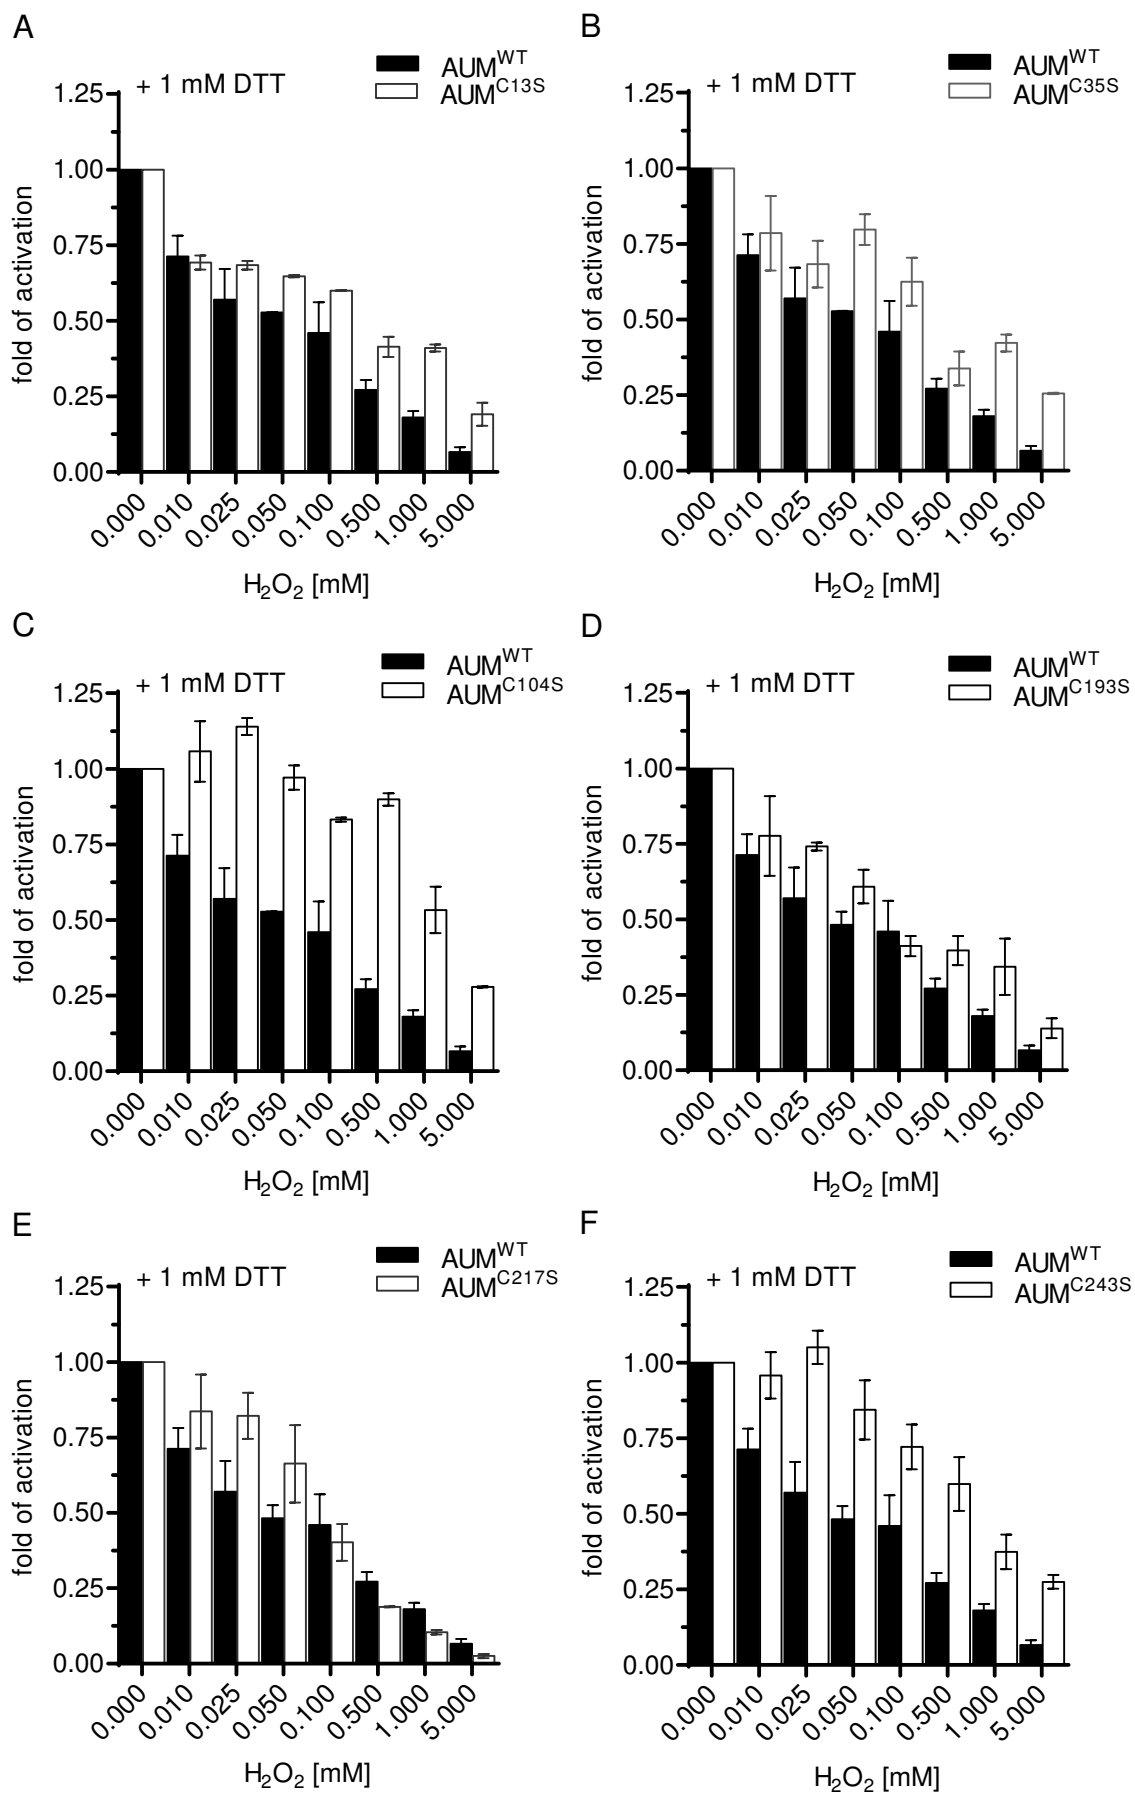 A
+ 1 mM DTT
AUM^WT
AUM^C13S
fold of activation
1.25
1.00
0.75
0.50
0.25
0.00
0.000 0.010 0.025 0.050 0.100 0.500 1.000 5.000
H₂O₂ [mM]
B
+ 1 mM DTT
AUM^WT
AUM^C35S
fold of activation
1.25
1.00
0.75
0.50
0.25
0.00
0.000 0.010 0.025 0.050 0.100 0.500 1.000 5.000
H₂O₂ [mM]
C
+ 1 mM DTT
AUM^WT
AUM^C104S
fold of activation
1.25
1.00
0.75
0.50
0.25
0.00
0.000 0.010 0.025 0.050 0.100 0.500 1.000 5.000
H₂O₂ [mM]
D
+ 1 mM DTT
AUM^WT
AUM^C193S
fold of activation
1.25
1.00
0.75
0.50
0.25
0.00
0.000 0.010 0.025 0.050 0.100 0.500 1.000 5.000
H₂O₂ [mM]
E
+ 1 mM DTT
AUM^WT
AUM^C217S
fold of activation
1.25
1.00
0.75
0.50
0.25
0.00
0.000 0.010 0.025 0.050 0.100 0.500 1.000 5.000
H₂O₂ [mM]
F
+ 1 mM DTT
AUM^WT
AUM^C243S
fold of activation
1.25
1.00
0.75
0.50
0.25
0.00
0.000 0.010 0.025 0.050 0.100 0.500 1.000 5.000
H₂O₂ [mM]